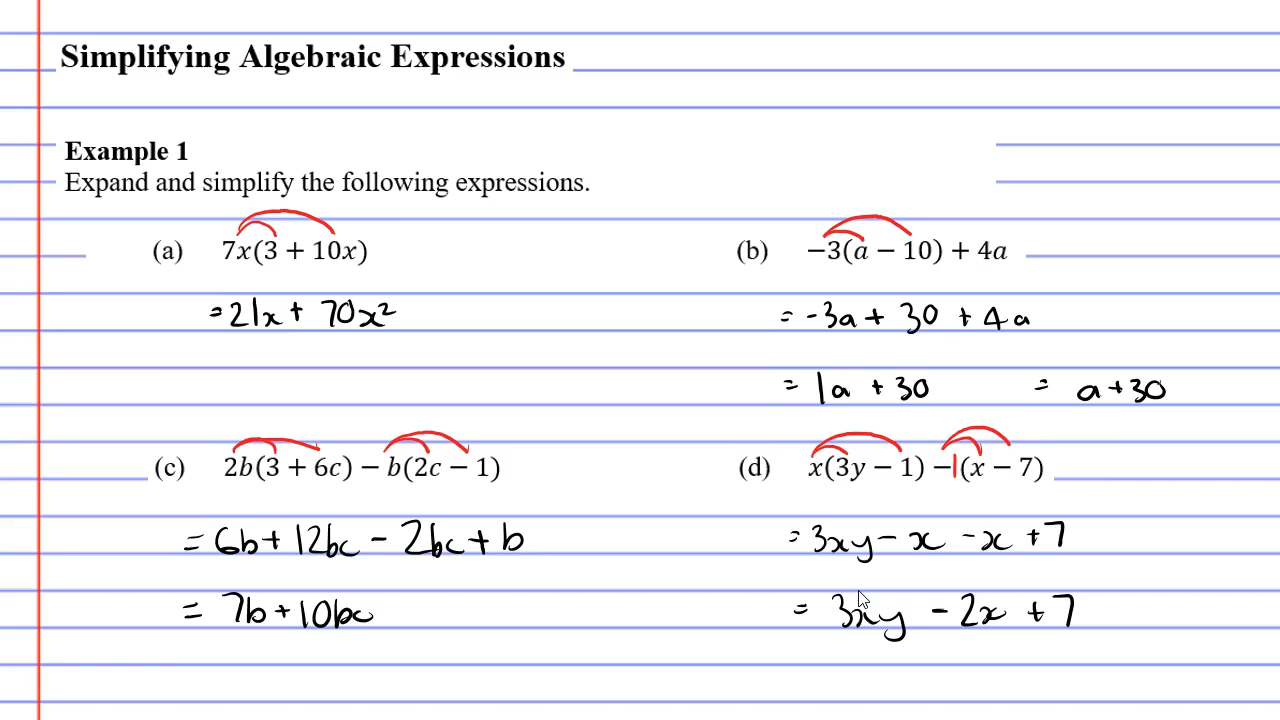 Simplifying Algebraic Expressions
Example 1
Expand and simplify the following expressions.
(a) 7x(3 + 10x)
= 21x + 70x²
(b) −3(a − 10) + 4a
= -3a + 30 + 4a
= 1a + 30 = a + 30
(c) 2b(3 + 6c) − b(2c − 1)
= 6b + 12bc - 2bc + b
= 7b + 10bc
(d) x(3y − 1) − 1(x − 7)
= 3xy - x - x + 7
= 3xy - 2x + 7